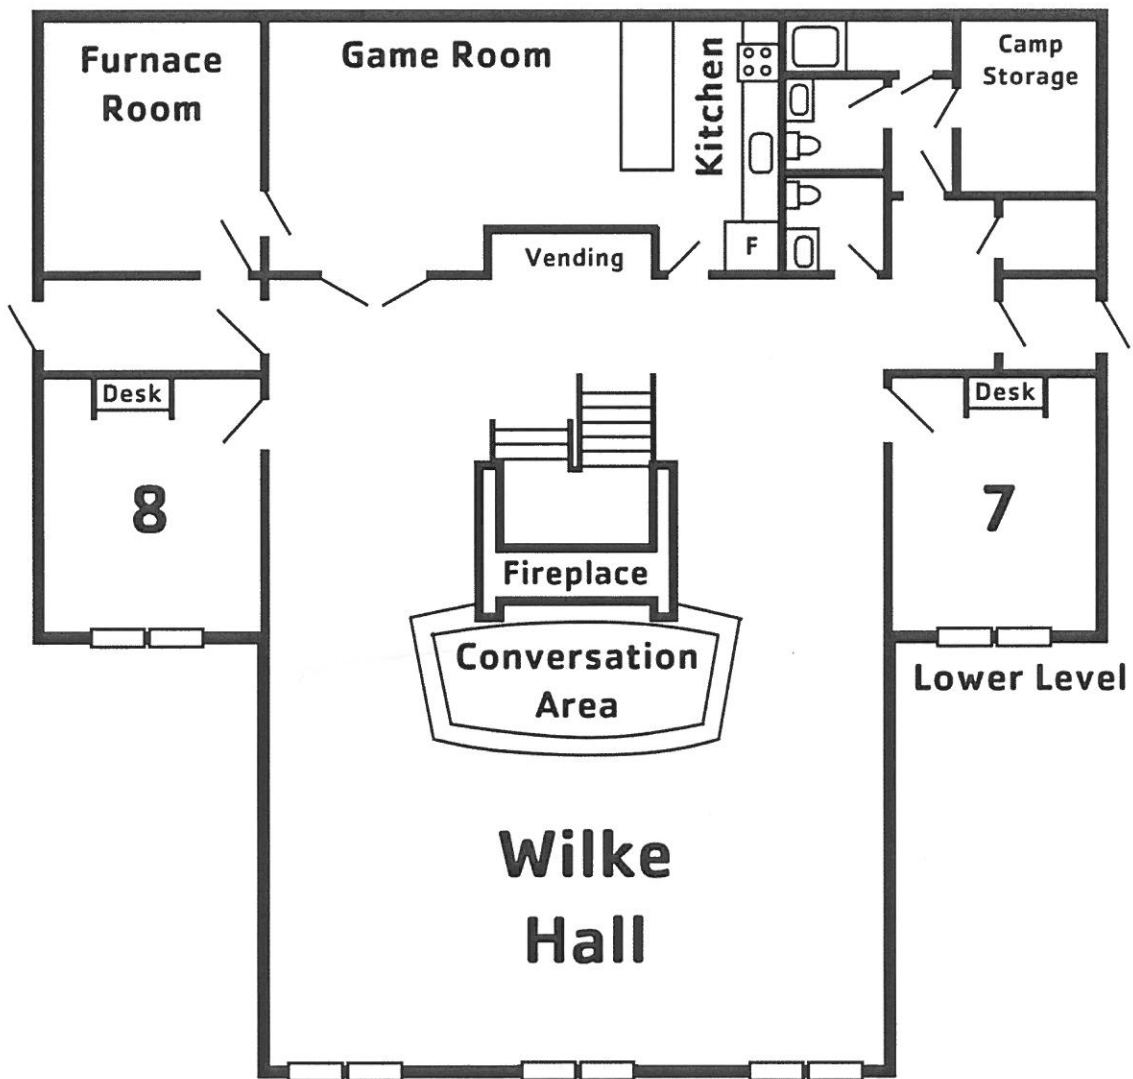 Furnace
Room
Game Room
Kitchen
Camp
Storage
Vending
F
Desk
Desk
8
7
Fireplace
Conversation
Area
Lower Level
Wilke
Hall